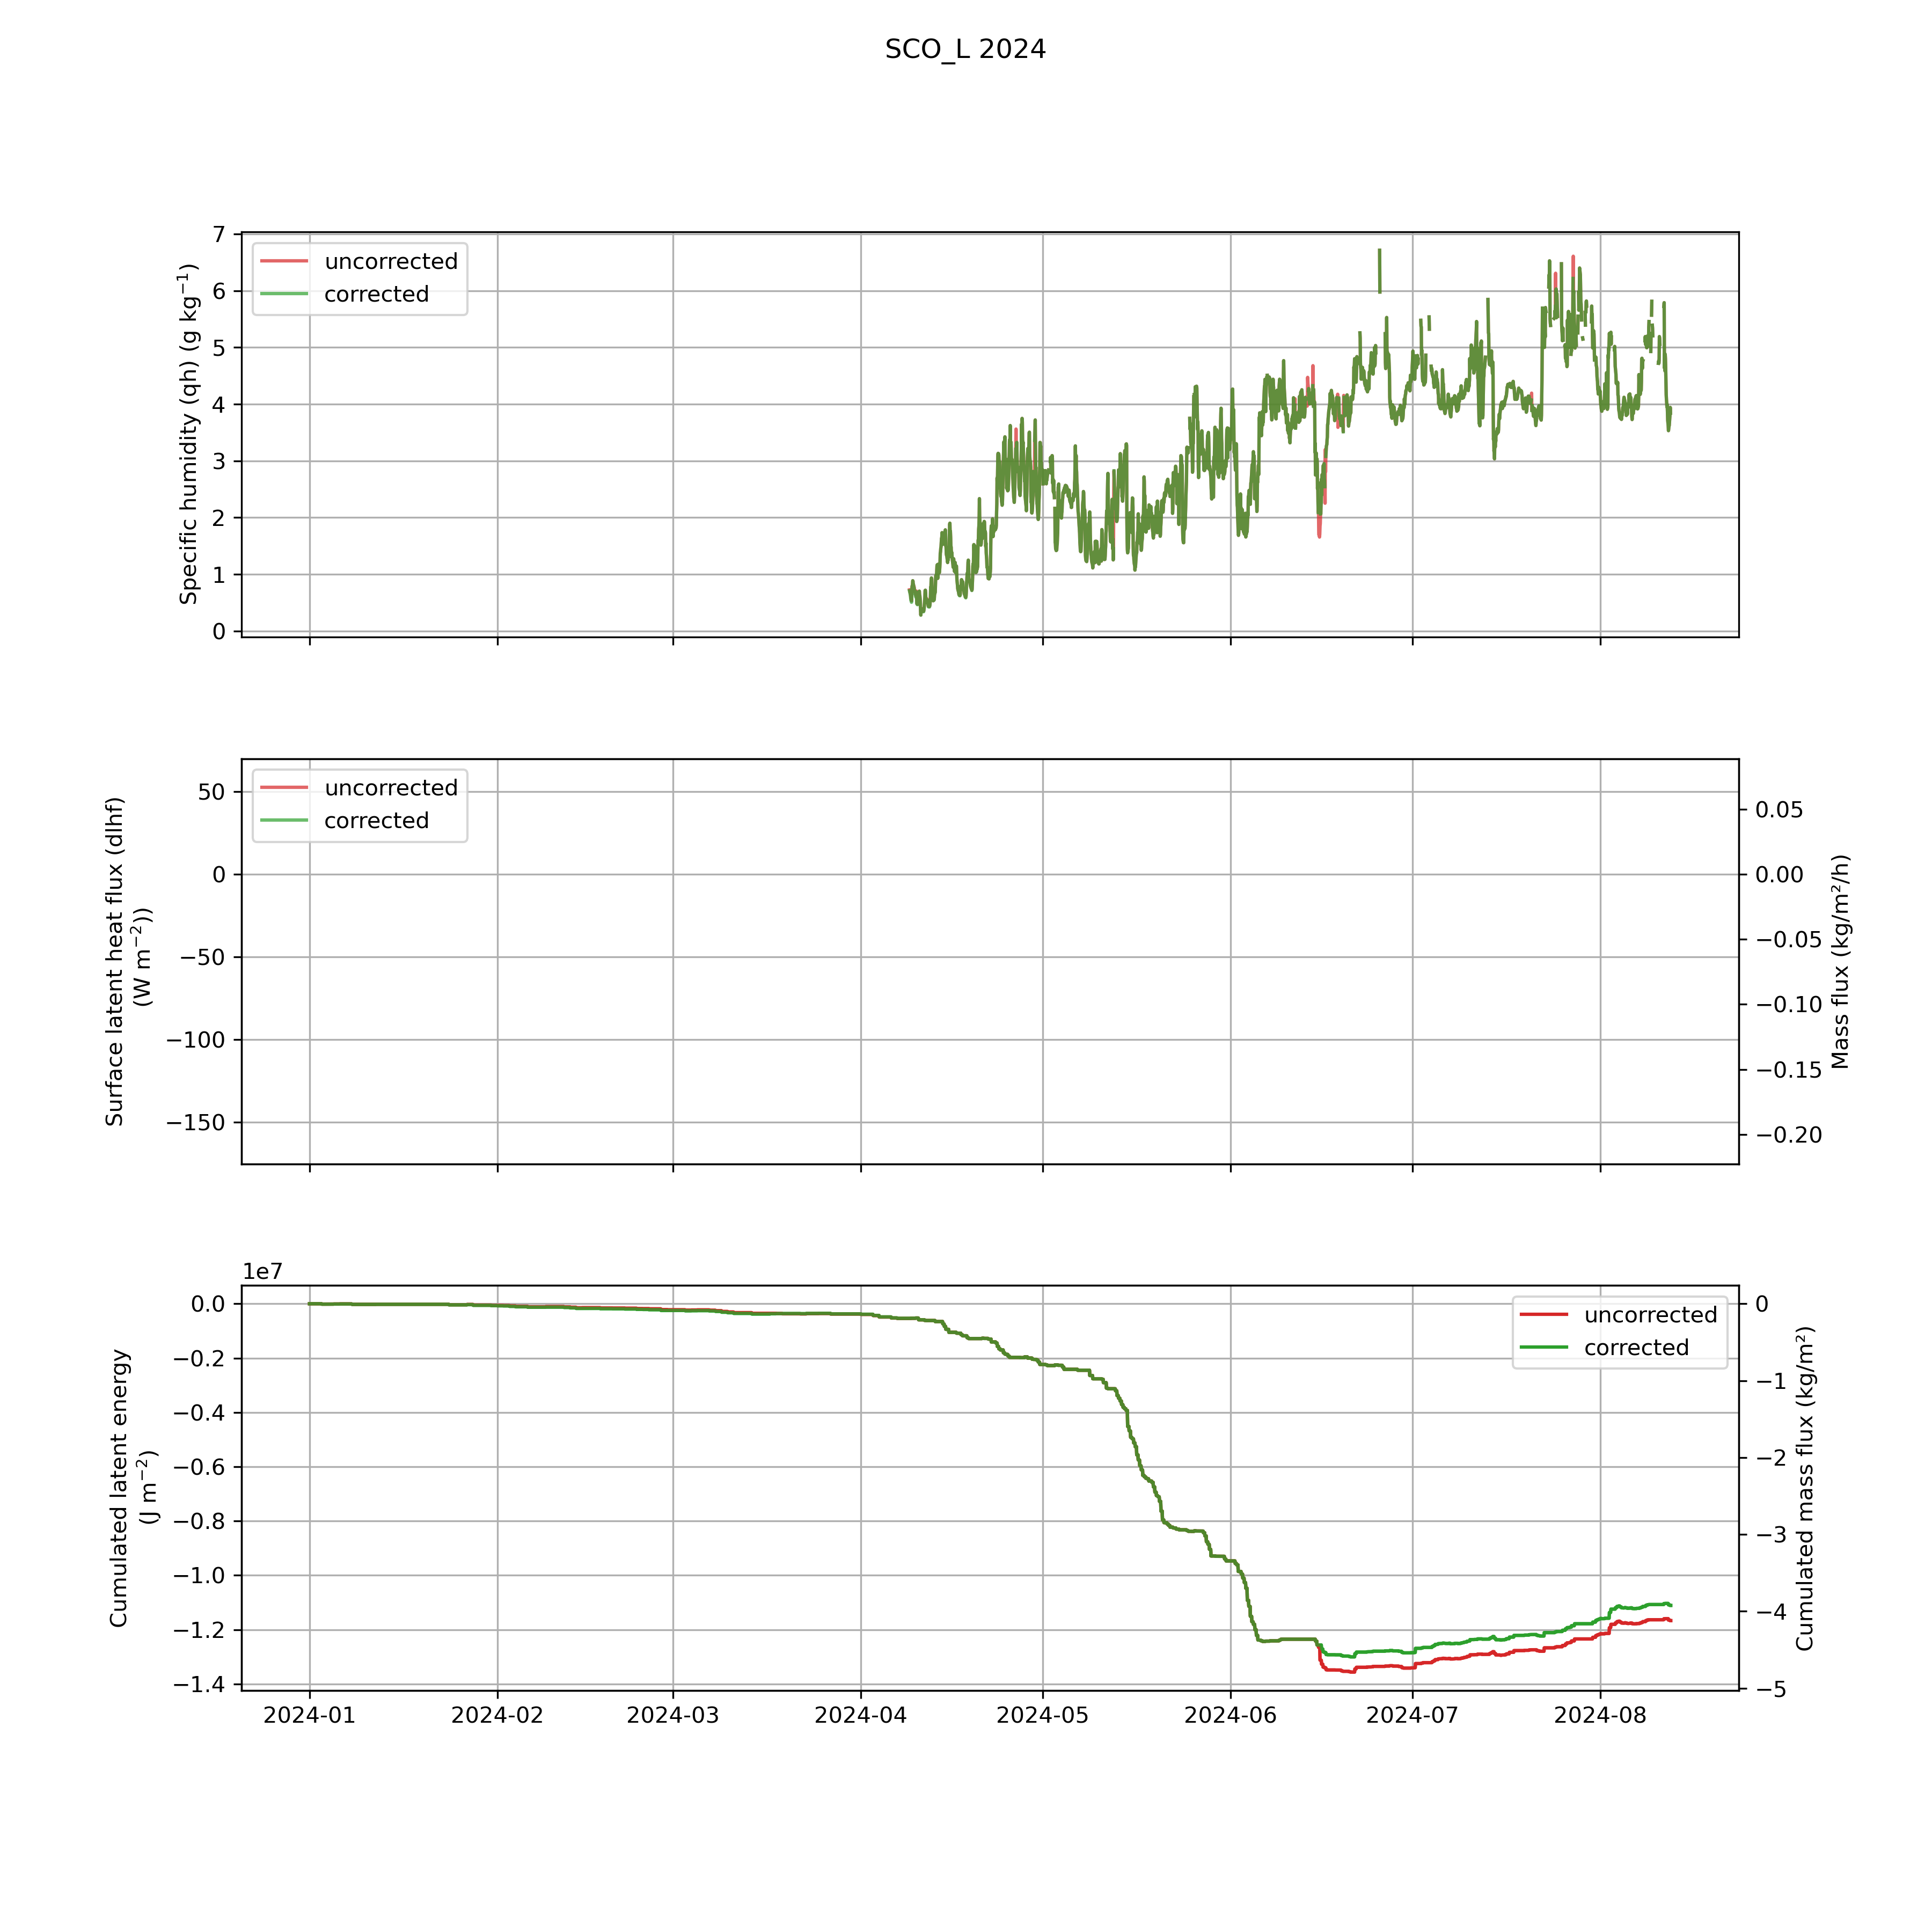 SCO_L 2024
7
6
5
4
3
2
1
0
Specific humidity (qh) (g kg⁻¹)
uncorrected
corrected
50
0
−50
−100
−150
Surface latent heat flux (dlhf)
(W m⁻²))
uncorrected
corrected
0.05
0.00
−0.05
−0.10
−0.15
−0.20
Mass flux (kg/m²/h)
1e7
0.0
−0.2
−0.4
−0.6
−0.8
−1.0
−1.2
−1.4
Cumulated latent energy
(J m⁻²)
uncorrected
corrected
0
−1
−2
−3
−4
−5
Cumulated mass flux (kg/m²)
2024-01 2024-02 2024-03 2024-04 2024-05 2024-06 2024-07 2024-08